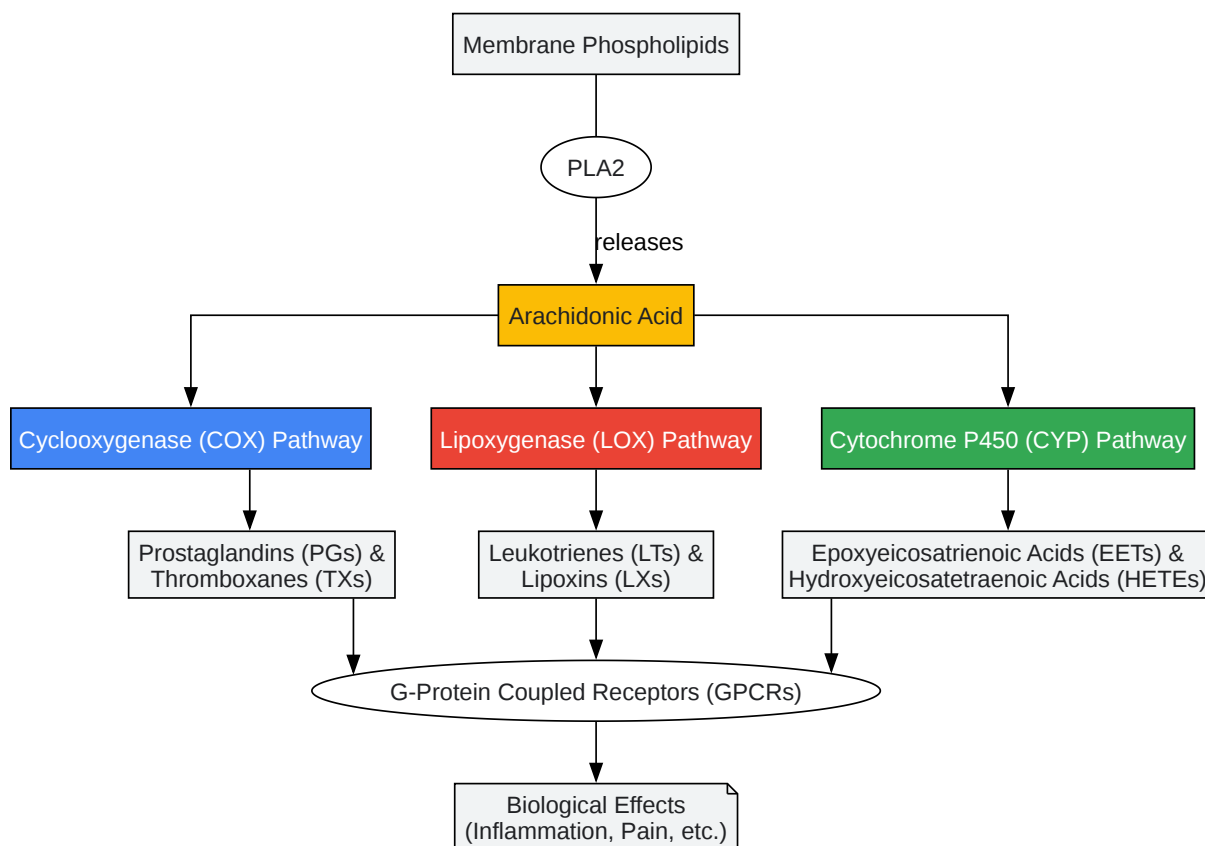 Membrane Phospholipids
PLA2
releases
Arachidonic Acid
Cyclooxygenase (COX) Pathway
Lipoxygenase (LOX) Pathway
Cytochrome P450 (CYP) Pathway
Prostaglandins (PGs) &
Thromboxanes (TXs)
Leukotrienes (LTs) &
Lipoxins (LXs)
Epoxyeicosatrienoic Acids (EETs) &
Hydroxyeicosatetraenoic Acids (HETEs)
G-Protein Coupled Receptors (GPCRs)
Biological Effects
(Inflammation, Pain, etc.)